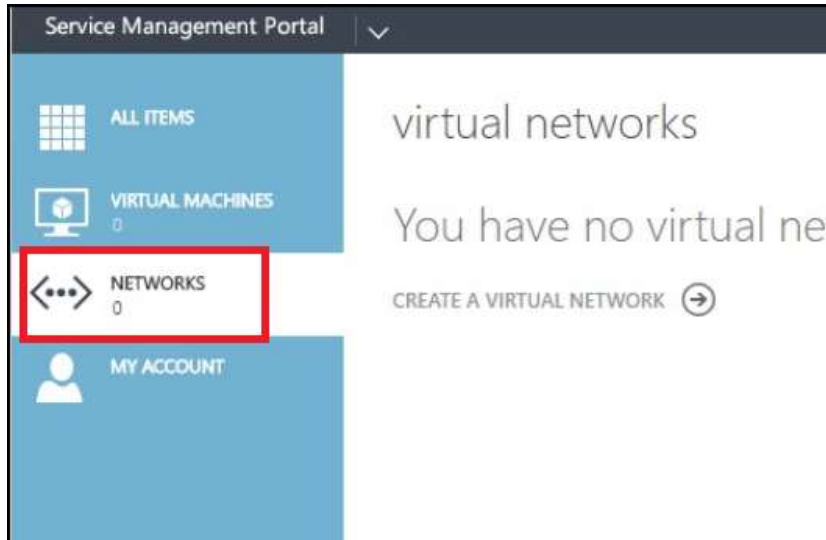 Service Management Portal
ALL ITEMS
VIRTUAL MACHINES
0
NETWORKS
0
MY ACCOUNT
virtual networks
You have no virtual ne
CREATE A VIRTUAL NETWORK